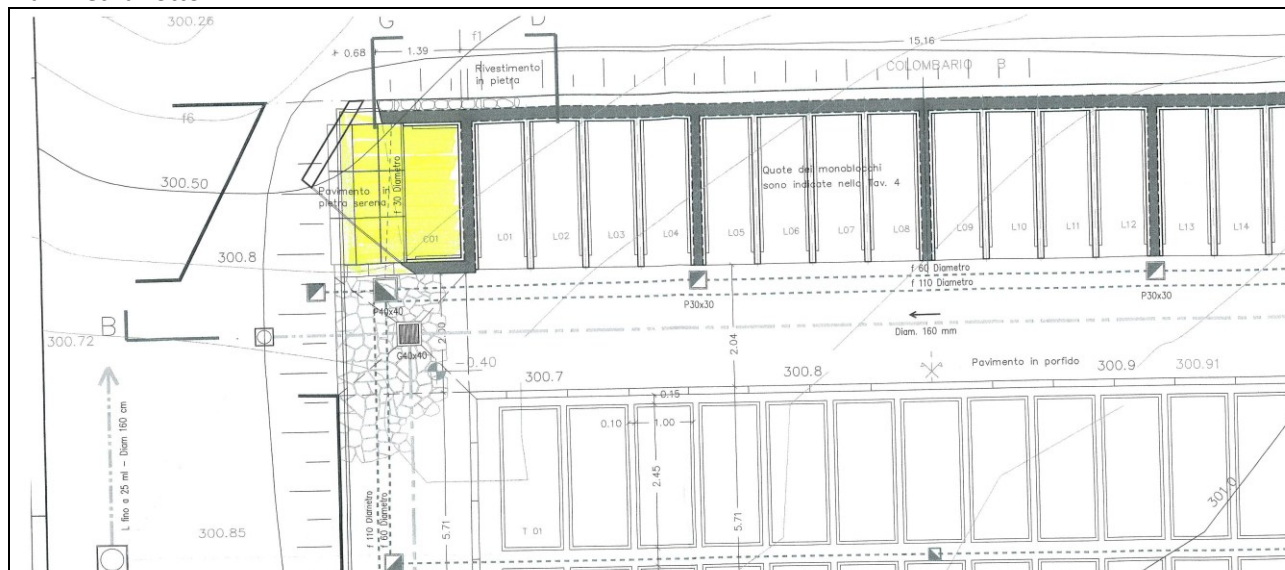 300.26
G
D
f1
0.68
1.39
15.16
Rivestimento
in pietra
COLOMBARIO B
f6
300.50
Pavimento in
pietra serena
f 30 Diametro
C01
Quote dei monoblocchi
sono indicate nella Tav. 4
L01
L02
L03
L04
L05
L06
L07
L08
L09
L10
L11
L12
L13
L14
300.8
f 60 Diametro
f 110 Diametro
P40x40
P30x30
P30x30
B
300.72
G40x40
2.00
2.04
Diam. 160 mm
-0.40
300.7
300.8
Pavimento in porfido
300.9
300.91
0.15
0.10
1.00
L fino a 25 ml - Diam 160 cm
2.45
301.0
300.85
f 110 Diametro
f 60 Diametro
5.71
T 01
5.71